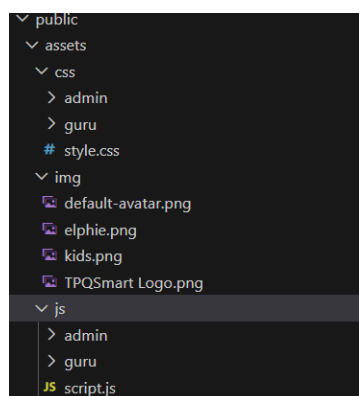 public
assets
css
admin
guru
# style.css
img
default-avatar.png
elphie.png
kids.png
TPQSmart Logo.png
js
admin
guru
JS script.js